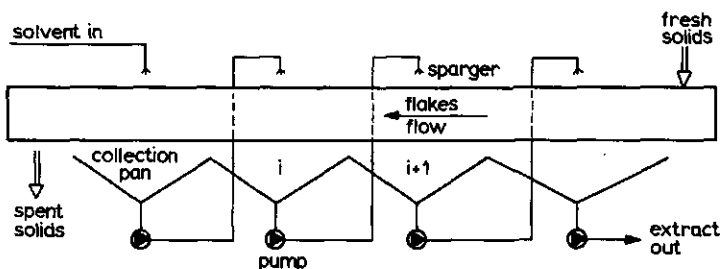 solvent in
fresh
solids
sparger
flakes
flow
collection
pan
i
i+1
spent
solids
pump
extract
out